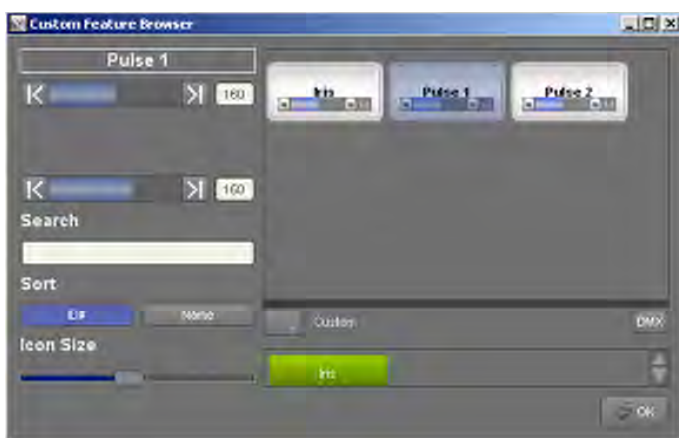 Custom Feature Browser
Pulse 1
160
160
Search
Sort
Name
Icon Size
Iris
Pulse 1
Pulse 2
Custom
DMX
Iris
OK